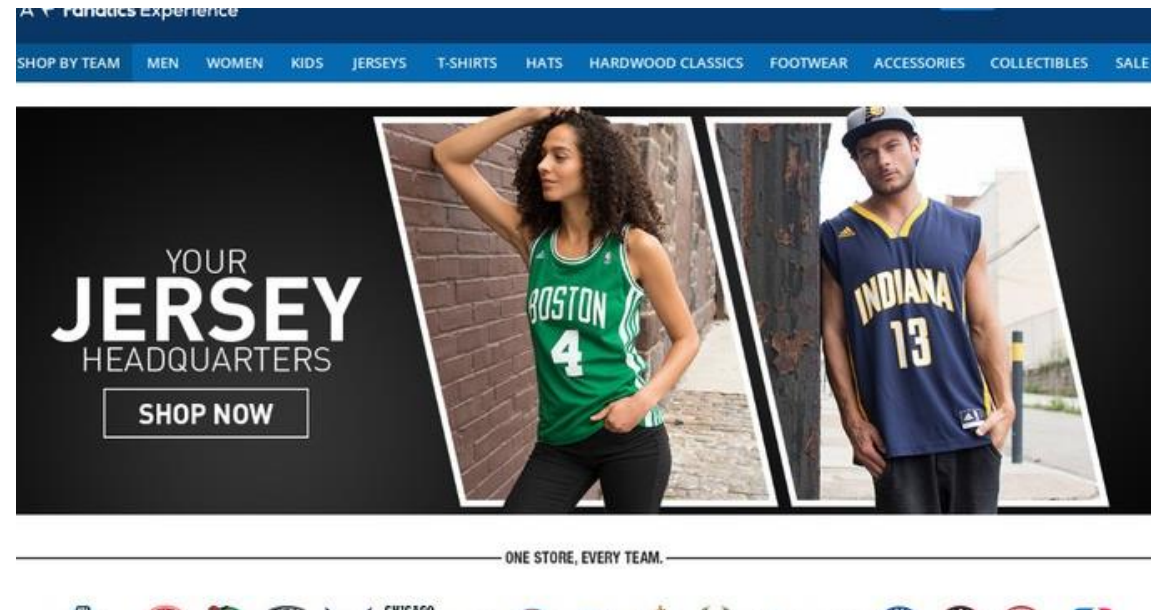 A Fanatics Experience
SHOP BY TEAM MEN WOMEN KIDS JERSEYS T-SHIRTS HATS HARDWOOD CLASSICS FOOTWEAR ACCESSORIES COLLECTIBLES SALE
YOUR
JERSEY
HEADQUARTERS
SHOP NOW
BOSTON
4
INDIANA
13
ONE STORE, EVERY TEAM.
CHICAGO